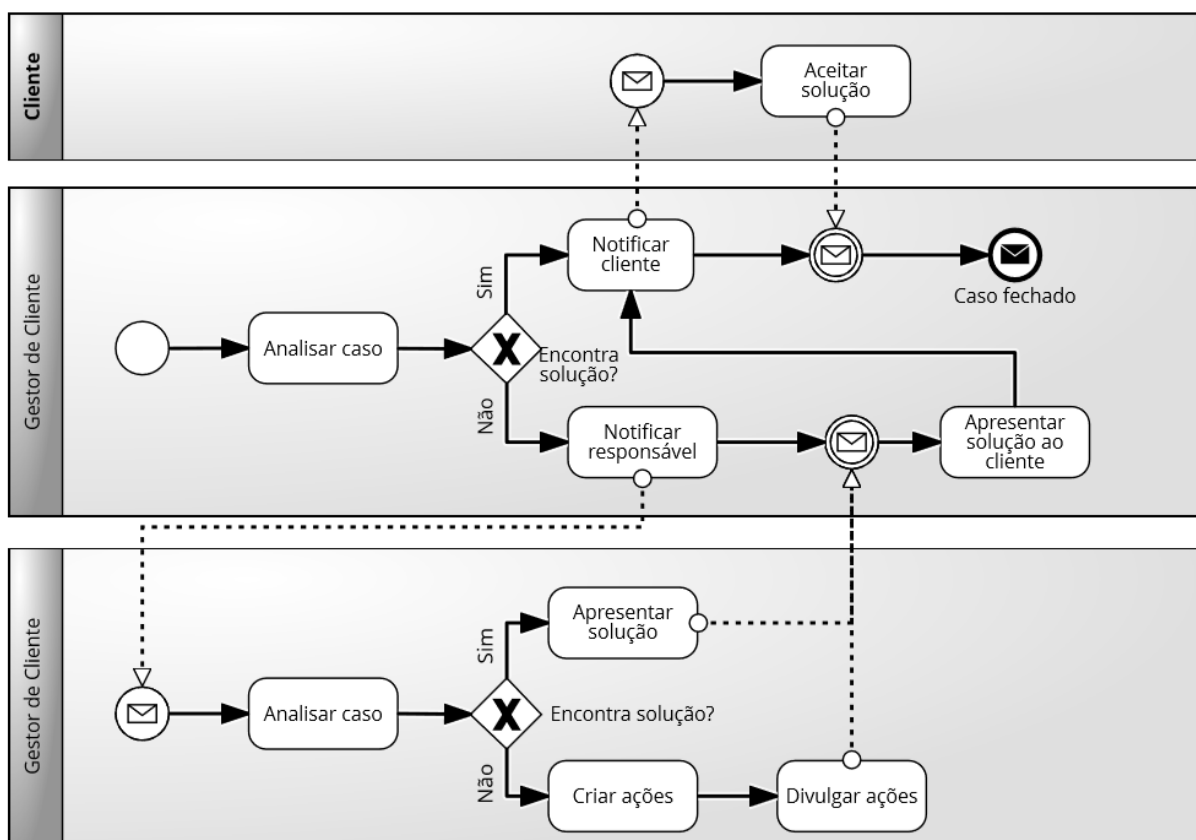 Cliente
Aceitar
solução
Gestor de Cliente
Analisar caso
Encontra
solução?
Sim
Não
Notificar
cliente
Caso fechado
Notificar
responsável
Apresentar
solução ao
cliente
Gestor de Cliente
Analisar caso
Encontra solução?
Sim
Não
Apresentar
solução
Criar ações
Divulgar ações